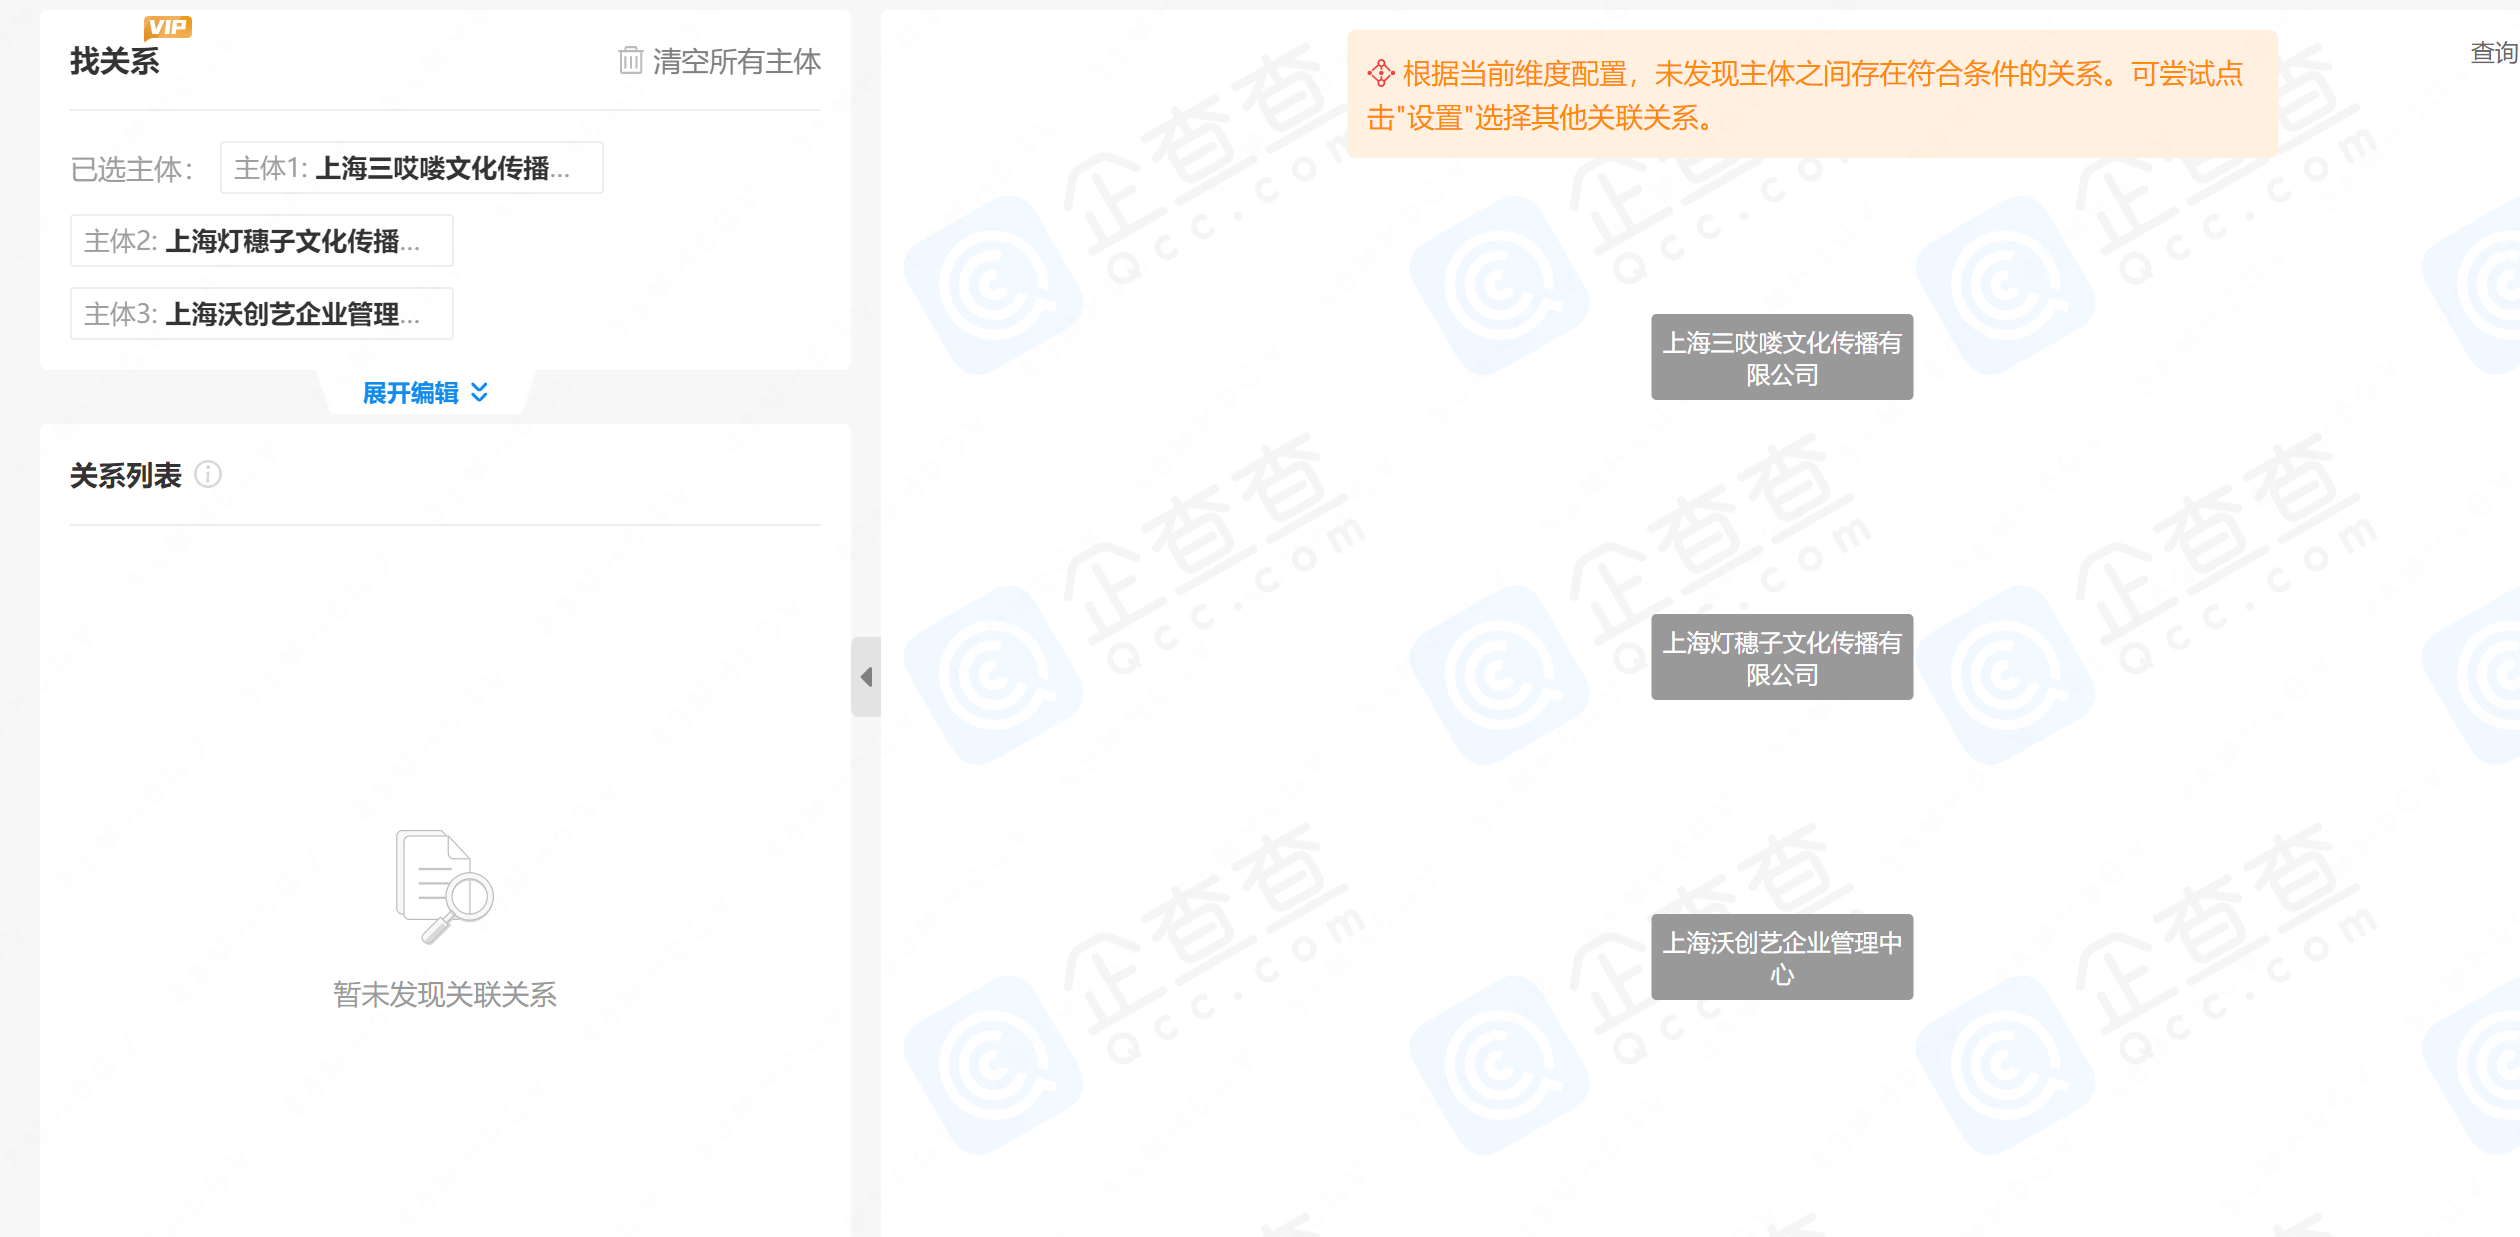 VIP
找关系
清空所有主体
已选主体：
主体1: 上海三哎喽文化传播...
主体2: 上海灯穗子文化传播...
主体3: 上海沃创艺企业管理...
展开编辑
关系列表
暂未发现关联关系
根据当前维度配置，未发现主体之间存在符合条件的关系。可尝试点
击"设置"选择其他关联关系。
查询
上海三哎喽文化传播有
限公司
上海灯穗子文化传播有
限公司
上海沃创艺企业管理中
心
企查查
Qcc.com